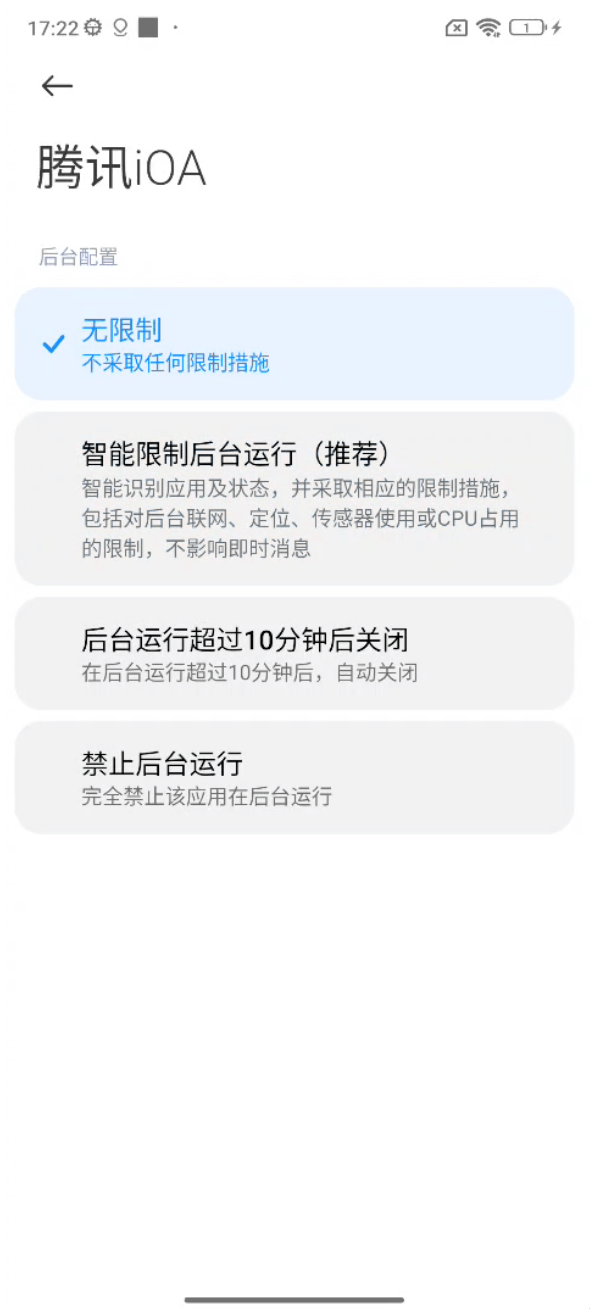 17:22
1
腾讯iOA
后台配置
无限制
不采取任何限制措施
智能限制后台运行（推荐）
智能识别应用及状态，并采取相应的限制措施，
包括对后台联网、定位、传感器使用或CPU占用
的限制，不影响即时消息
后台运行超过10分钟后关闭
在后台运行超过10分钟后，自动关闭
禁止后台运行
完全禁止该应用在后台运行